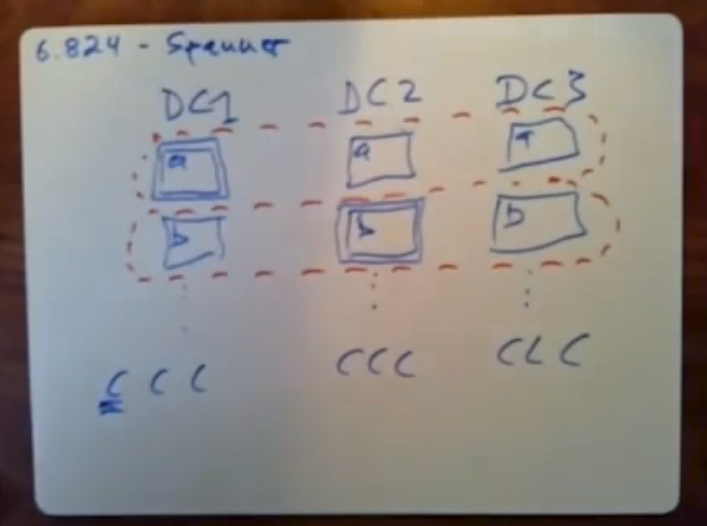 6.824 - Spanner
DC1 DC2 DC3
a a a
b b b
C C C CCC CCC